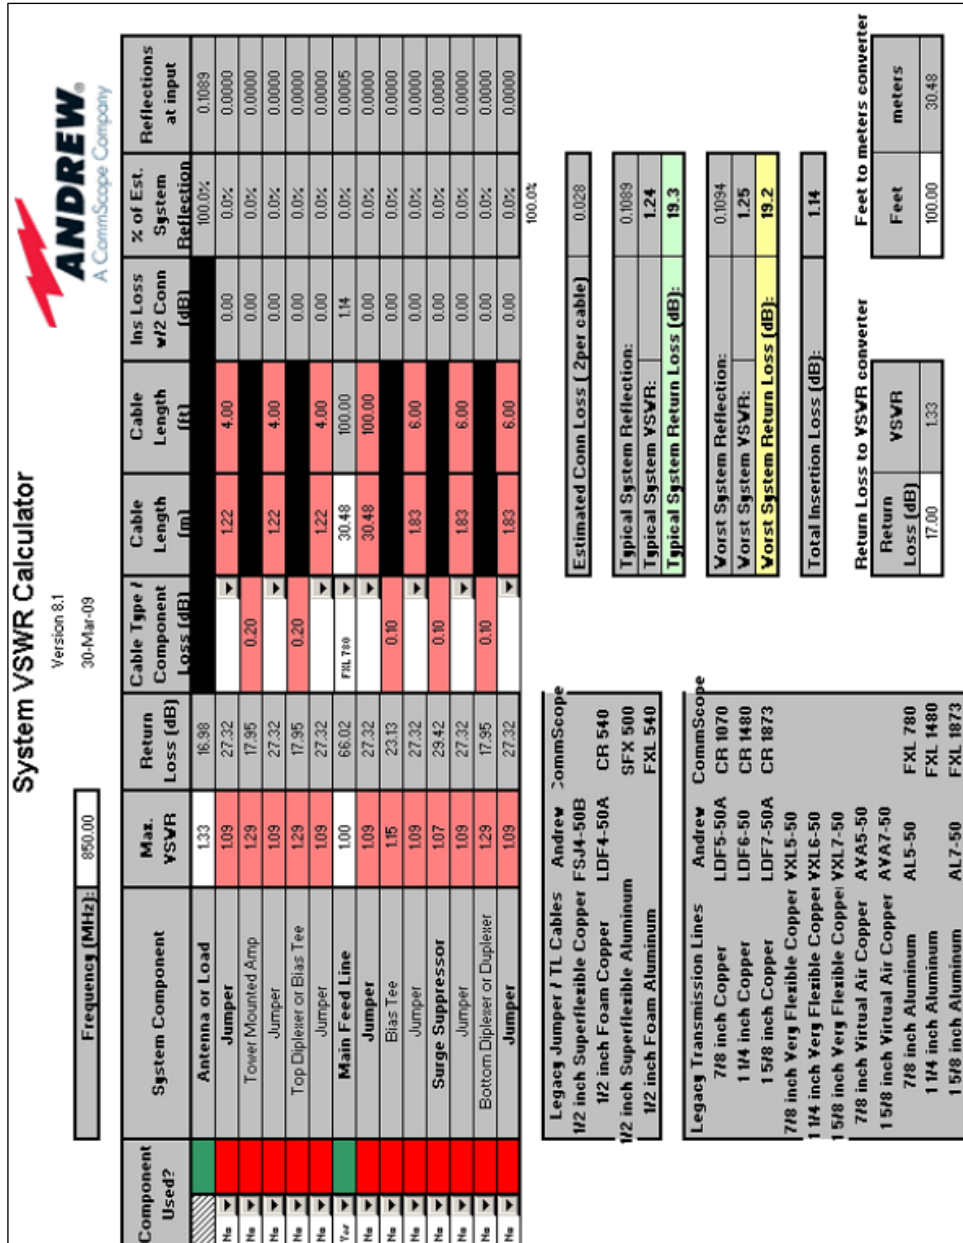 System VSWR Calculator
Version 8.1
30-Mar-09
ANDREW®
A CommScope Company
Frequency (MHz): 850.00
Component Used? System Component Max. VSWR Return Loss (dB) Cable Type / Component Loss (dB) Cable Length (m) Cable Length (ft) Ins Loss w/2 Conn (dB) % of Est. System Reflection Reflections at input
Antenna or Load 1.33 16.98 100.0% 0.1089
No Jumper 1.09 27.32 1.22 4.00 0.00 0.0% 0.0000
No Tower Mounted Amp 1.29 17.95 0.20 0.00 0.0% 0.0000
No Jumper 1.09 27.32 1.22 4.00 0.00 0.0% 0.0000
No Top Diplexer or Bias Tee 1.29 17.95 0.20 0.00 0.0% 0.0000
No Jumper 1.09 27.32 1.22 4.00 0.00 0.0% 0.0000
Yes Main Feed Line 1.00 66.02 FXL 780 30.48 100.00 1.14 0.0% 0.0005
No Jumper 1.09 27.32 30.48 100.00 0.00 0.0% 0.0000
No Bias Tee 1.15 23.13 0.10 0.00 0.0% 0.0000
No Jumper 1.09 27.32 1.83 6.00 0.00 0.0% 0.0000
No Surge Suppressor 1.07 29.42 0.10 0.00 0.0% 0.0000
No Jumper 1.09 27.32 1.83 6.00 0.00 0.0% 0.0000
No Bottom Diplexer or Duplexer 1.29 17.95 0.10 0.00 0.0% 0.0000
No Jumper 1.09 27.32 1.83 6.00 0.00 0.0% 0.0000
100.0%
Legacy Jumper / TL Cables Andrew CommScope
1/2 inch Superflexible Copper FSJ4-50B
1/2 inch Foam Copper LDF4-50A CR 540
1/2 inch Superflexible Aluminum SFX 500
1/2 inch Foam Aluminum FXL 540
Estimated Conn Loss ( 2per cable) 0.028
Typical System Reflection: 0.1089
Typical System VSWR: 1.24
Typical System Return Loss (dB): 19.3
Worst System Reflection: 0.1094
Worst System VSWR: 1.25
Worst System Return Loss (dB): 19.2
Total Insertion Loss (dB): 1.14
Legacy Transmission Lines Andrew CommScope
7/8 inch Copper LDF5-50A CR 1070
1 1/4 inch Copper LDF6-50 CR 1480
1 5/8 inch Copper LDF7-50A CR 1873
7/8 inch Very Flexible Copper VXL5-50
1 1/4 inch Very Flexible Copper VXL6-50
1 5/8 inch Very Flexible Copper VXL7-50
7/8 inch Virtual Air Copper AVA5-50
1 5/8 inch Virtual Air Copper AVA7-50
7/8 inch Aluminum AL5-50 FXL 780
1 1/4 inch Aluminum FXL 1480
1 5/8 inch Aluminum AL7-50 FXL 1873
Return Loss to VSWR converter
Return Loss (dB) VSWR
17.00 1.33
Feet to meters converter
Feet meters
100.00 30.48